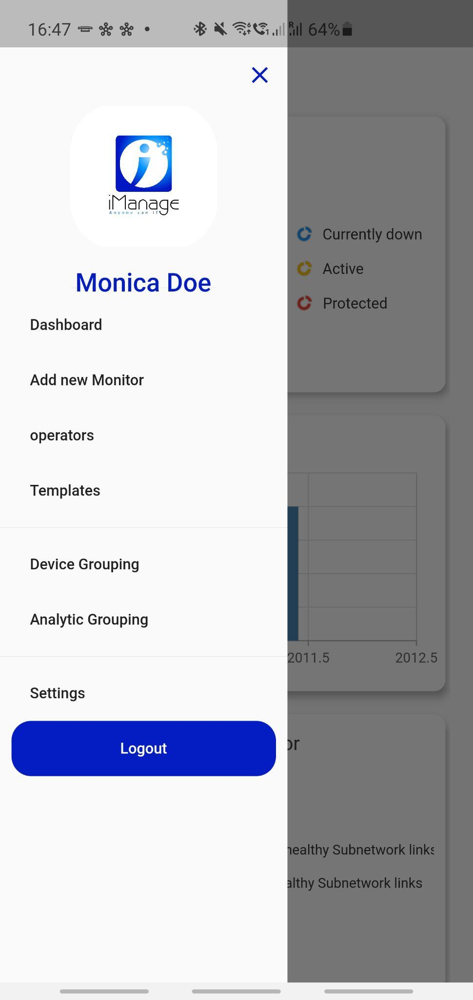 16:47
64%
iManage
Anyone can IT
Monica Doe
Dashboard
Add new Monitor
operators
Templates
Device Grouping
Analytic Grouping
Settings
Logout
Currently down
Active
Protected
2011.5 2012.5
or
healthy Subnetwork links
althy Subnetwork links